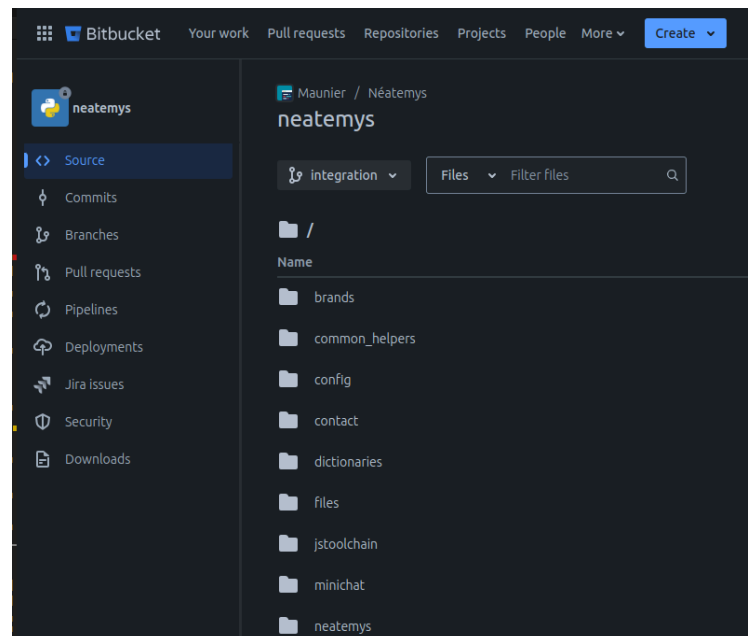 Bitbucket Your work Pull requests Repositories Projects People More Create
neatemys
Source
Commits
Branches
Pull requests
Pipelines
Deployments
Jira issues
Security
Downloads
Maunier / Néatemys
neatemys
integration Files Filter files
/
Name
brands
common_helpers
config
contact
dictionaries
files
jstoolchain
minichat
neatemys